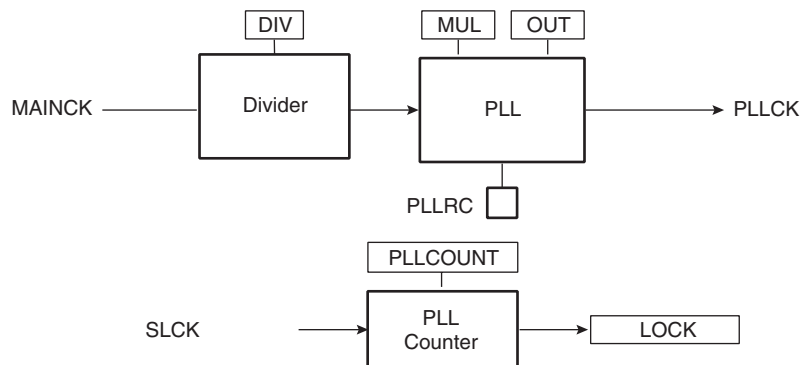 DIV
MUL
OUT
MAINCK
Divider
PLL
PLLCK
PLLRC
PLLCOUNT
SLCK
PLL
Counter
LOCK